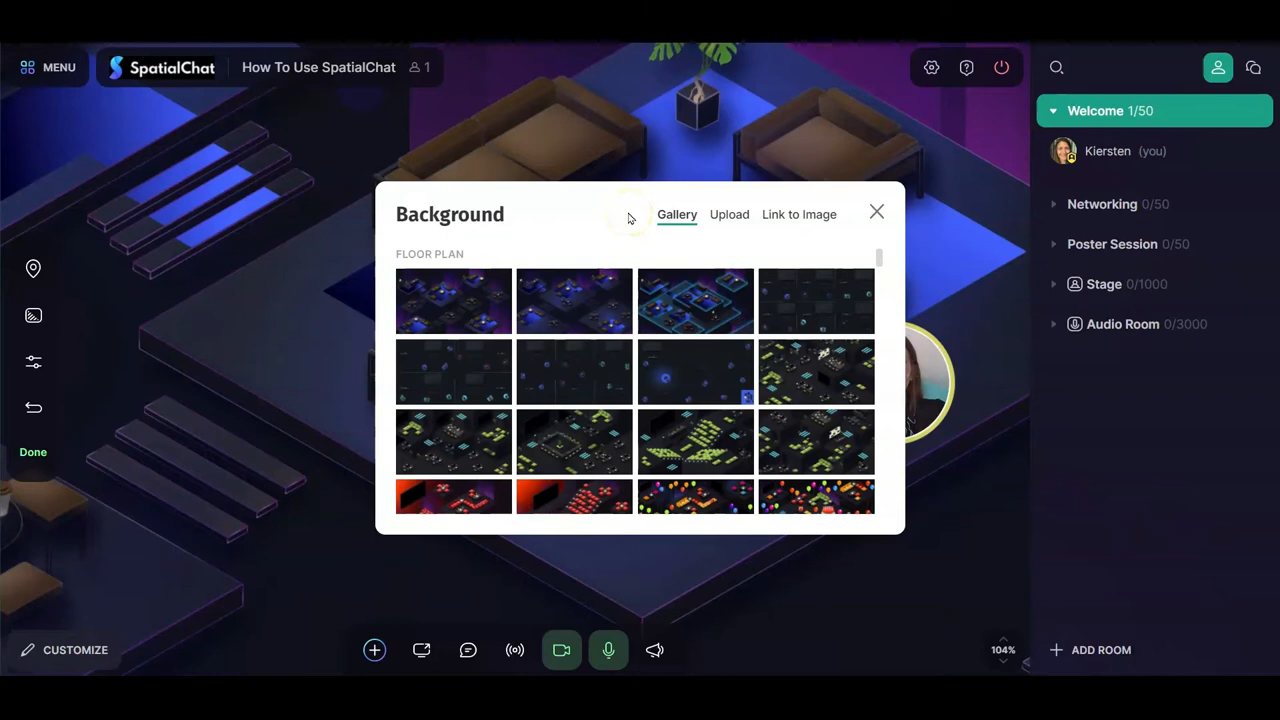 MENU
SpatialChat
How To Use SpatialChat
1
Welcome 1/50
Kiersten (you)
Networking 0/50
Poster Session 0/50
Stage 0/1000
Audio Room 0/3000
Background
Gallery
Upload
Link to Image
FLOOR PLAN
Done
CUSTOMIZE
104%
ADD ROOM